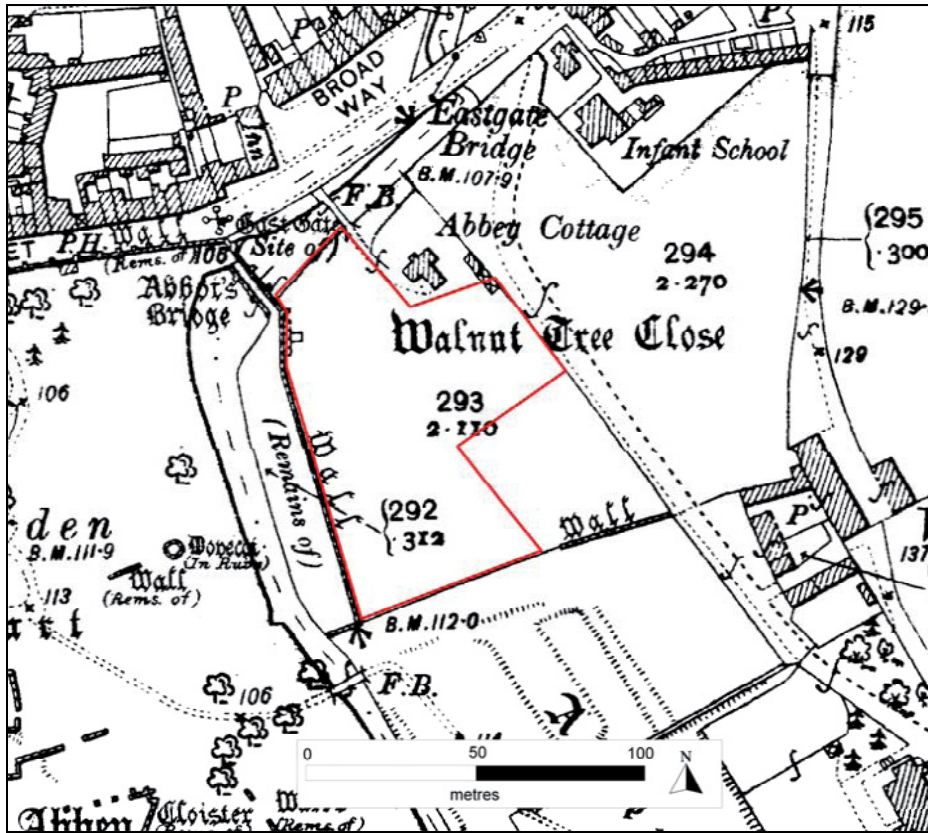 115
P
P
BROAD
WAY
Eastgate
Bridge
B.M.107·9
Infant School
P
Inn
F.B.
Abbey Cottage
295
·300
294
2·270
ET
P.H.
Wall
(Rems. of)
106
East Gate
(Site of)
Abbot's
Bridge
B.M.129·
129
Walnut Tree Close
106
293
2·110
Wall
(Remains of)
292
·312
Wall
den
B.M.111·9
Dovecot
(In Ruins)
Wall
(Rems. of)
113
art
P
137
B.M.112·0
F.B.
106
114
0
50
100
metres
N
Abbey
Cloister
(Rems. of)